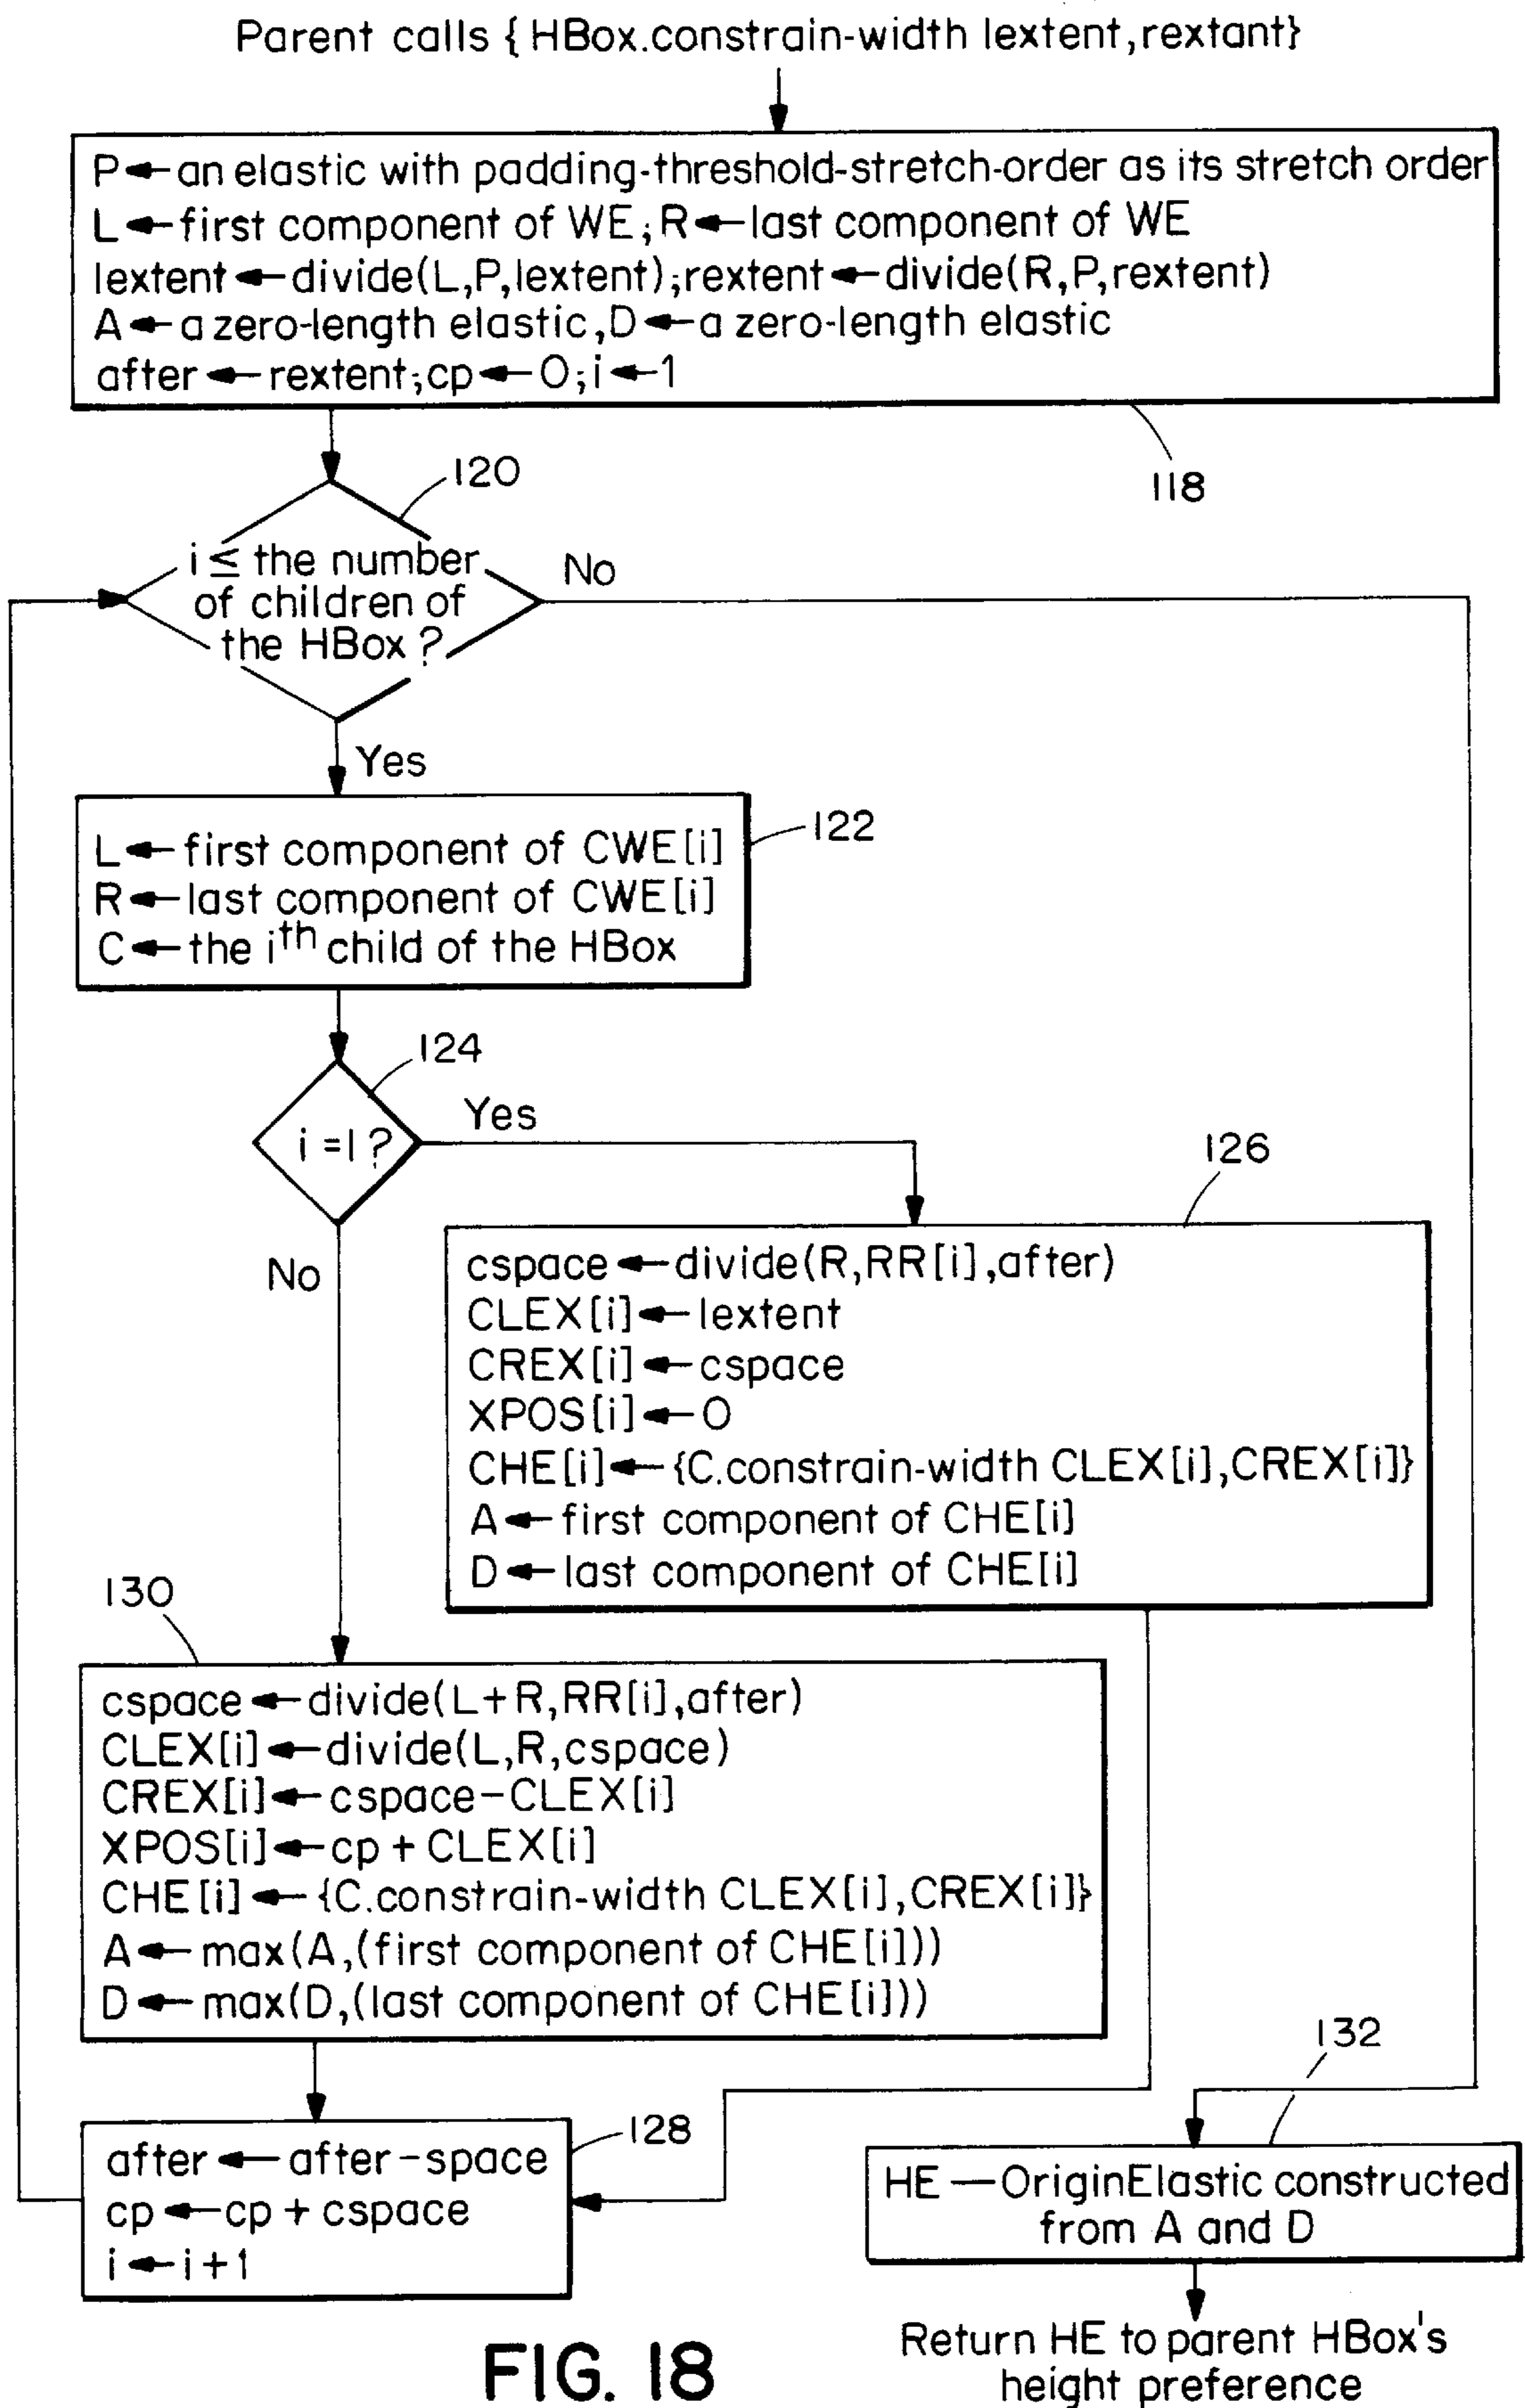 Parent calls { HBox.constrain-width lextent,rextant}
P←an elastic with padding-threshold-stretch-order as its stretch order
L←first component of WE;R←last component of WE
lextent←divide(L,P,lextent);rextent←divide(R,P,rextent)
A←a zero-length elastic,D←a zero-length elastic
after←rextent;cp←0;i←1
118
120
i≤the number
of children of
the HBox?
No
Yes
122
L←first component of CWE[i]
R←last component of CWE[i]
C←the ith child of the HBox
124
i=1?
Yes
No
126
cspace←divide(R,RR[i],after)
CLEX[i]←lextent
CREX[i]←cspace
XPOS[i]←0
CHE[i]←{C.constrain-width CLEX[i],CREX[i]}
A←first component of CHE[i]
D←last component of CHE[i]
130
cspace←divide(L+R,RR[i],after)
CLEX[i]←divide(L,R,cspace)
CREX[i]←cspace-CLEX[i]
XPOS[i]←cp + CLEX[i]
CHE[i]←{C.constrain-width CLEX[i],CREX[i]}
A←max(A,(first component of CHE[i]))
D←max(D,(last component of CHE[i]))
128
after←after-space
cp←cp + cspace
i←i+1
132
HE—OriginElastic constructed
from A and D
Return HE to parent HBox's
height preference
FIG. 18